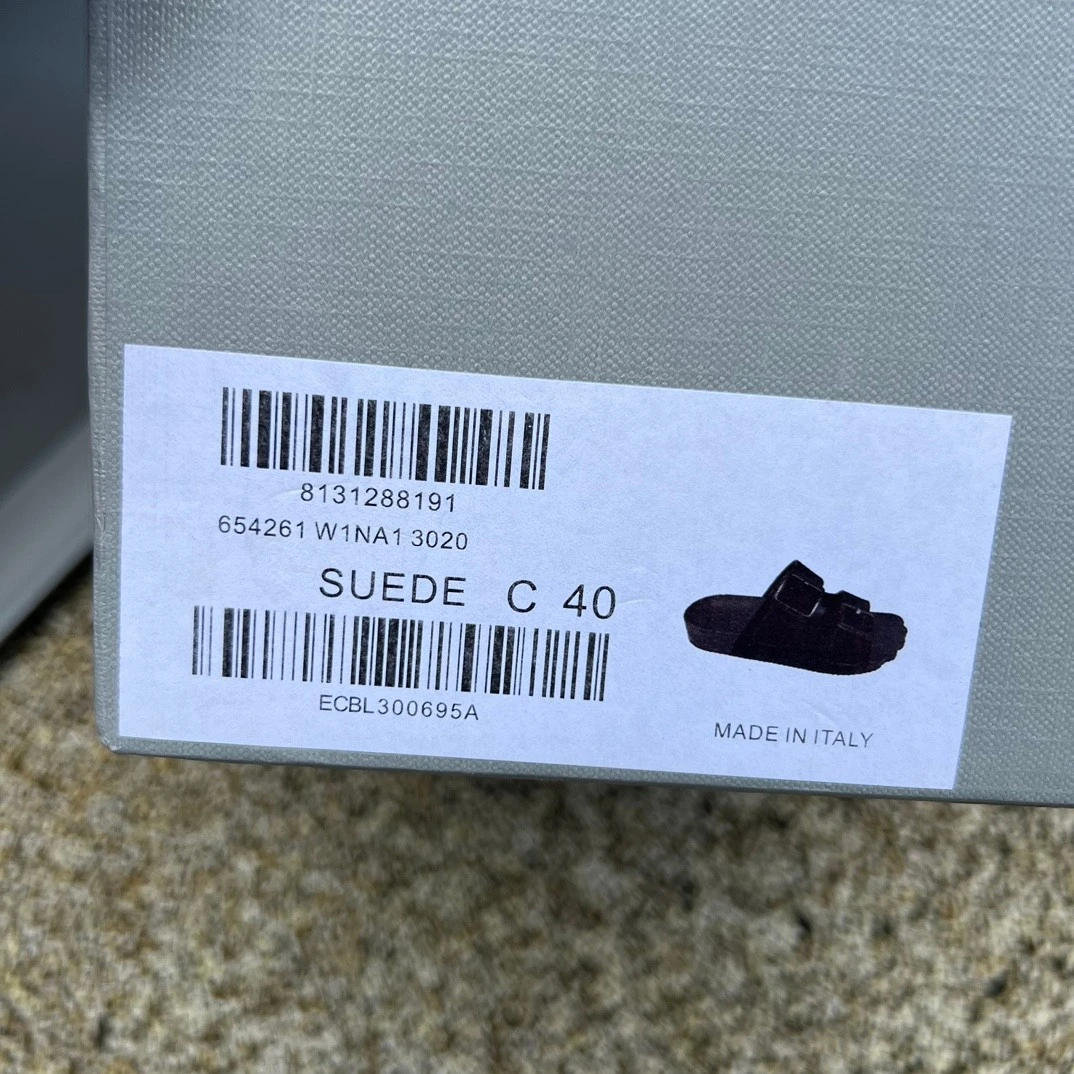 8131288191
654261 W1NA1 3020
SUEDE C 40
ECBL300695A
MADE IN ITALY